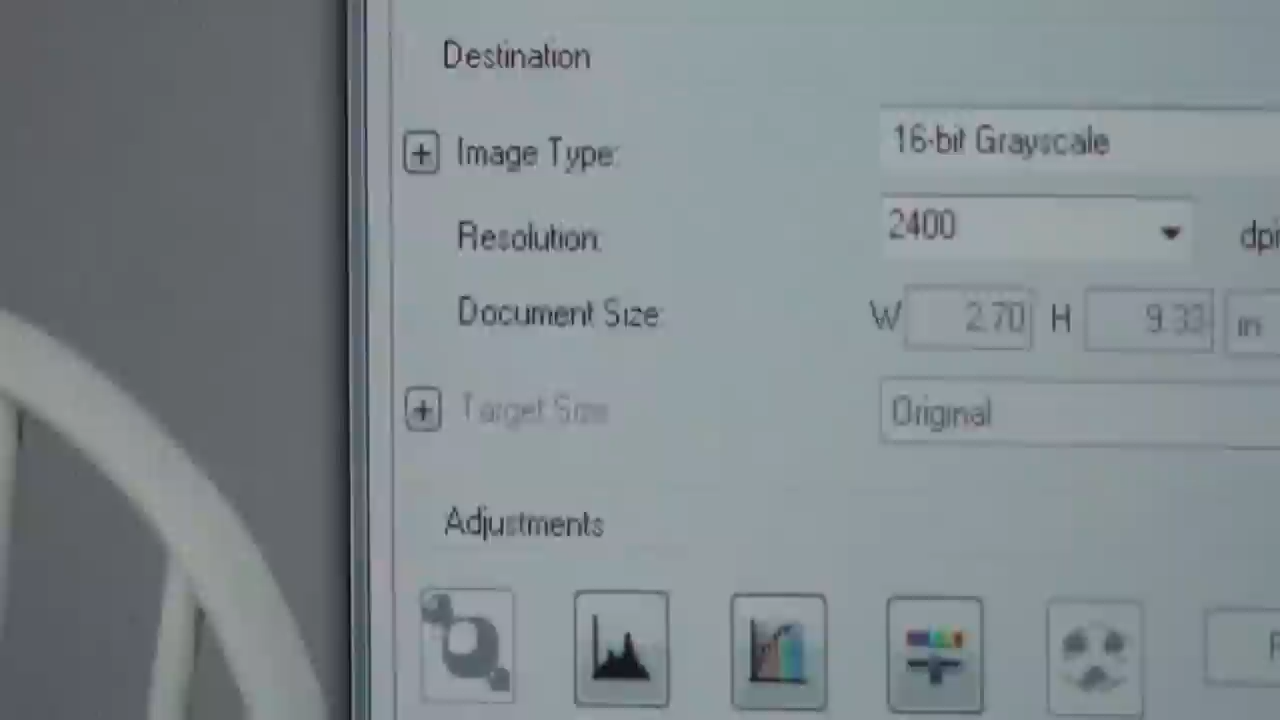 Destination
Image Type: 16-bit Grayscale
Resolution: 2400 dpi
Document Size: W 2.70 H 9.33 in
Target Size Original
Adjustments